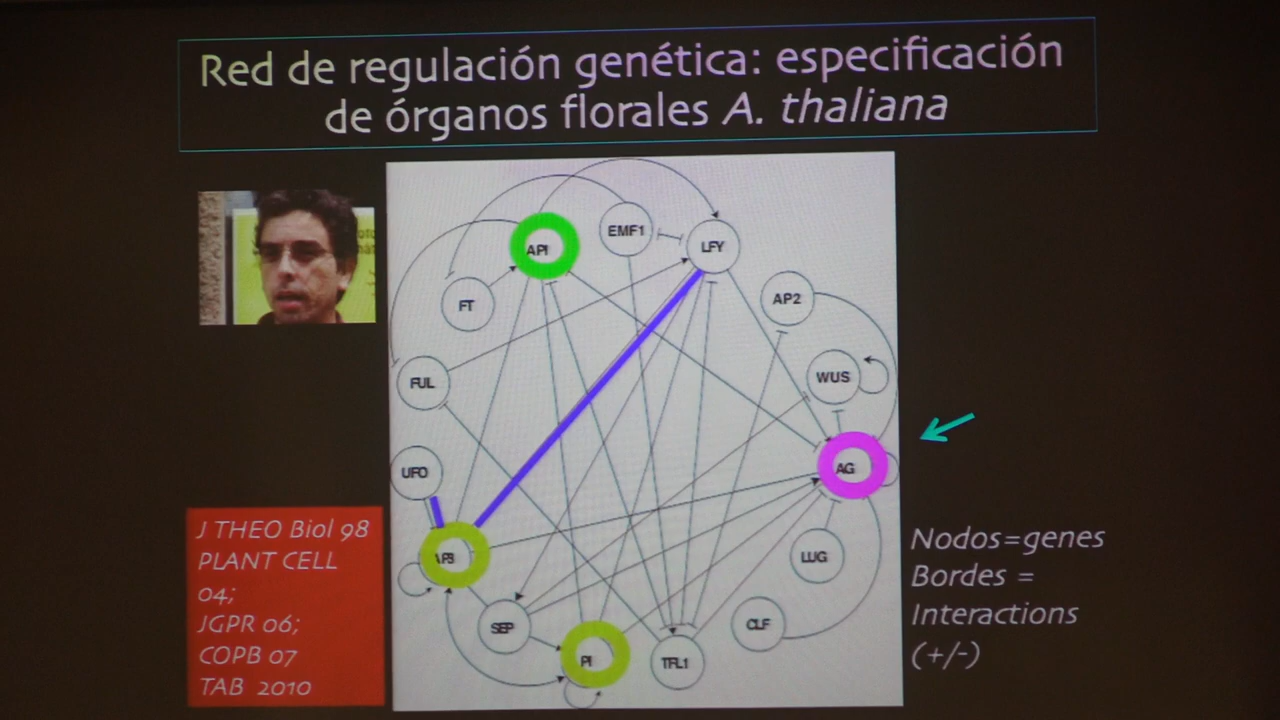 Red de regulación genética: especificación
de órganos florales A. thaliana
EMF1
AP1
LFY
FT
AP2
FUL
WUS
UFO
AG
J THEO Biol 98
PLANT CELL
04;
JGPR 06;
COPB 07
TAB 2010
AP3
LUG
SEP
CLF
PI
TFL1
Nodos=genes
Bordes =
Interactions
(+/-)